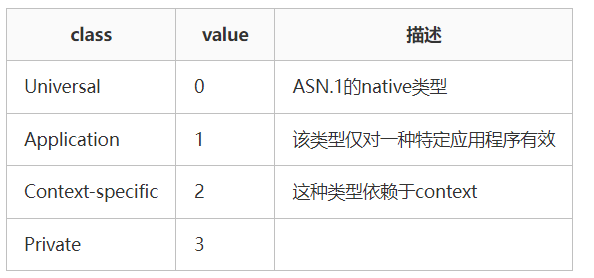 class value 描述
Universal 0 ASN.1的native类型
Application 1 该类型仅对一种特定应用程序有效
Context-specific 2 这种类型依赖于context
Private 3